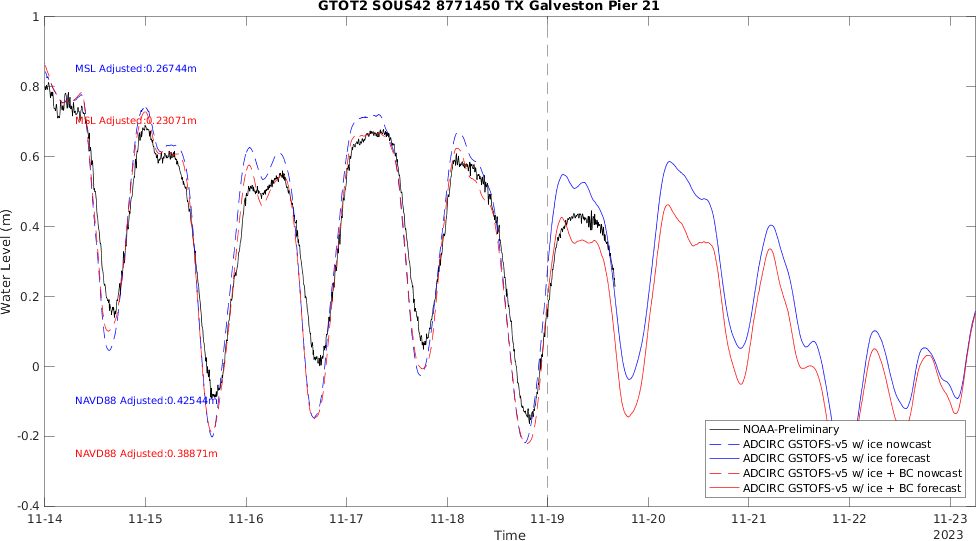 GTOT2 SOUS42 8771450 TX Galveston Pier 21
1
0.8
0.6
0.4
0.2
0
-0.2
-0.4
Water Level (m)
MSL Adjusted:0.26744m
MSL Adjusted:0.23071m
NAVD88 Adjusted:0.42544m
NAVD88 Adjusted:0.38871m
NOAA-Preliminary
ADCIRC GSTOFS-v5 w/ ice nowcast
ADCIRC GSTOFS-v5 w/ ice forecast
ADCIRC GSTOFS-v5 w/ ice + BC nowcast
ADCIRC GSTOFS-v5 w/ ice + BC forecast
11-14 11-15 11-16 11-17 11-18 11-19 11-20 11-21 11-22 11-23
Time
2023